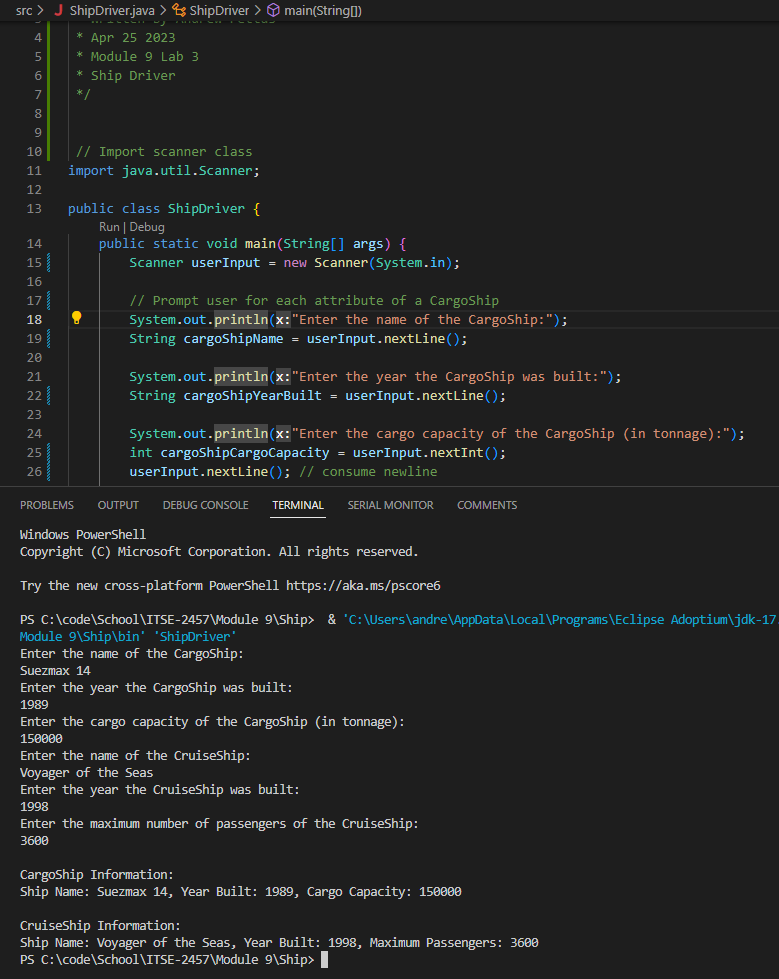 src > ShipDriver.java > ShipDriver > main(String[])
4 * Apr 25 2023
5 * Module 9 Lab 3
6 * Ship Driver
7 */
8
9
10 // Import scanner class
11 import java.util.Scanner;
12
13 public class ShipDriver {
Run | Debug
14 public static void main(String[] args) {
15 Scanner userInput = new Scanner(System.in);
16
17 // Prompt user for each attribute of a CargoShip
18 System.out.println(x:"Enter the name of the CargoShip:");
19 String cargoShipName = userInput.nextLine();
20
21 System.out.println(x:"Enter the year the CargoShip was built:");
22 String cargoShipYearBuilt = userInput.nextLine();
23
24 System.out.println(x:"Enter the cargo capacity of the CargoShip (in tonnage):");
25 int cargoShipCargoCapacity = userInput.nextInt();
26 userInput.nextLine(); // consume newline
PROBLEMS OUTPUT DEBUG CONSOLE TERMINAL SERIAL MONITOR COMMENTS
Windows PowerShell
Copyright (C) Microsoft Corporation. All rights reserved.
Try the new cross-platform PowerShell https://aka.ms/pscore6
PS C:\code\School\ITSE-2457\Module 9\Ship> & 'C:\Users\andre\AppData\Local\Programs\Eclipse Adoptium\jdk-17.
Module 9\Ship\bin' 'ShipDriver'
Enter the name of the CargoShip:
Suezmax 14
Enter the year the CargoShip was built:
1989
Enter the cargo capacity of the CargoShip (in tonnage):
150000
Enter the name of the CruiseShip:
Voyager of the Seas
Enter the year the CruiseShip was built:
1998
Enter the maximum number of passengers of the CruiseShip:
3600
CargoShip Information:
Ship Name: Suezmax 14, Year Built: 1989, Cargo Capacity: 150000
CruiseShip Information:
Ship Name: Voyager of the Seas, Year Built: 1998, Maximum Passengers: 3600
PS C:\code\School\ITSE-2457\Module 9\Ship>